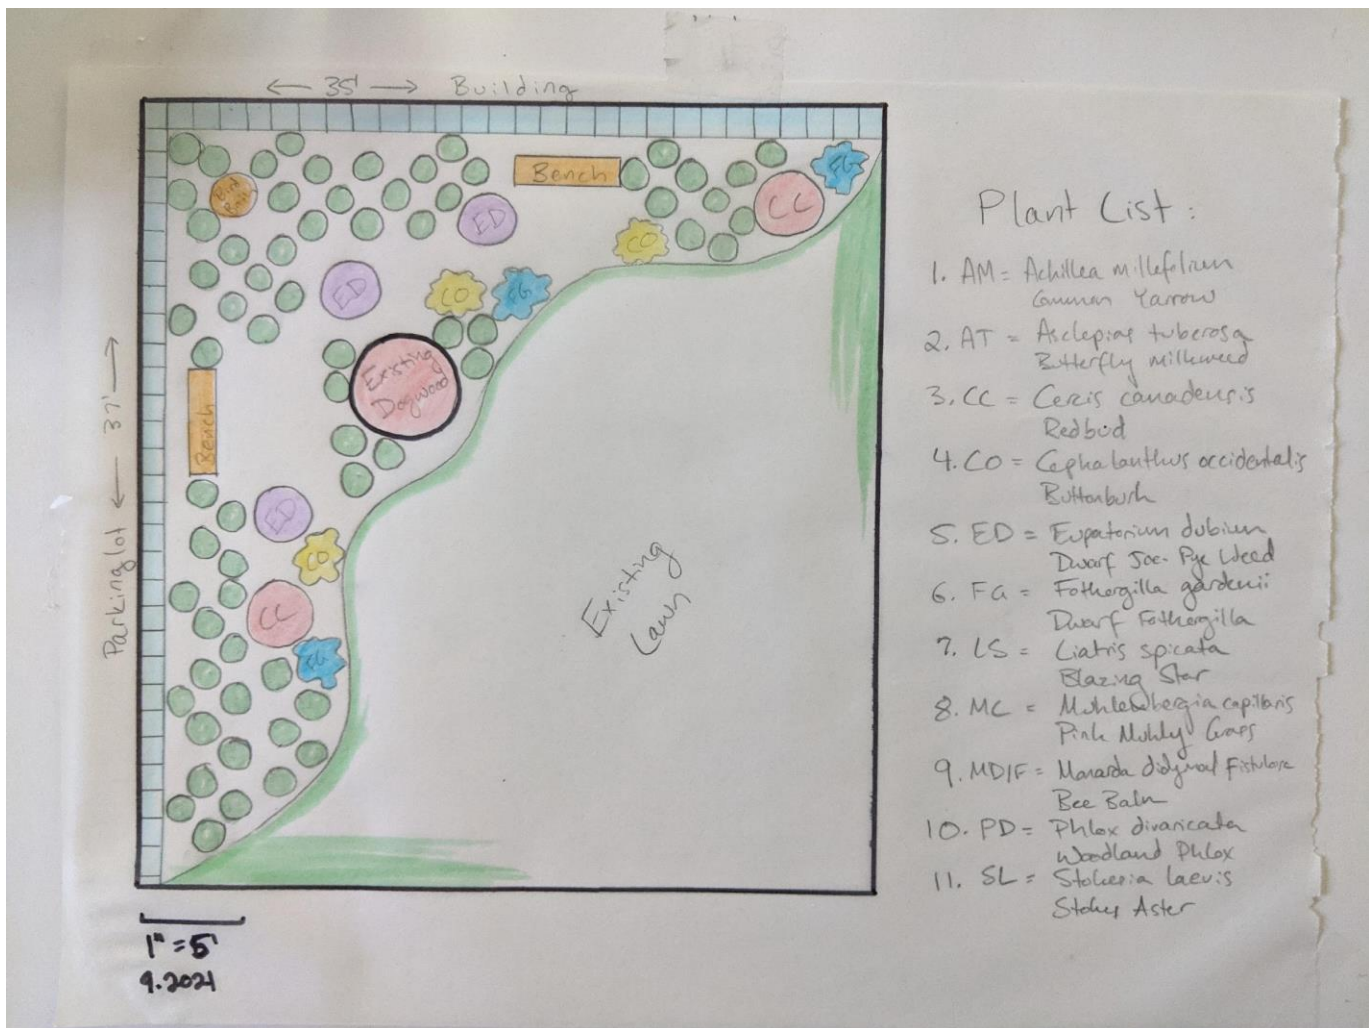 ← 35' → Building
Bench
Bird
Bath
FG
CC
ED
CO
ED
CO
FG
Existing
Dogwood
Bench
Parking lot ← 37' →
ED
CO
CC
FG
Existing
Lawn
1" = 5'
9.2021
Plant List:
1. AM = Achillea millefolium
Common Yarrow
2. AT = Asclepias tuberosa
Butterfly milkweed
3. CC = Cercis canadensis
Redbud
4. CO = Cephalanthus occidentalis
Buttonbush
5. ED = Eupatorium dubium
Dwarf Joe-Pye Weed
6. FG = Fothergilla gardenii
Dwarf Fothergilla
7. LS = Liatris spicata
Blazing Star
8. MC = Muhlenbergia capillaris
Pink Muhly Grass
9. MD/F = Monarda didyma/ Fistulosa
Bee Balm
10. PD = Phlox divaricata
Woodland Phlox
11. SL = Stokesia laevis
Stokes Aster